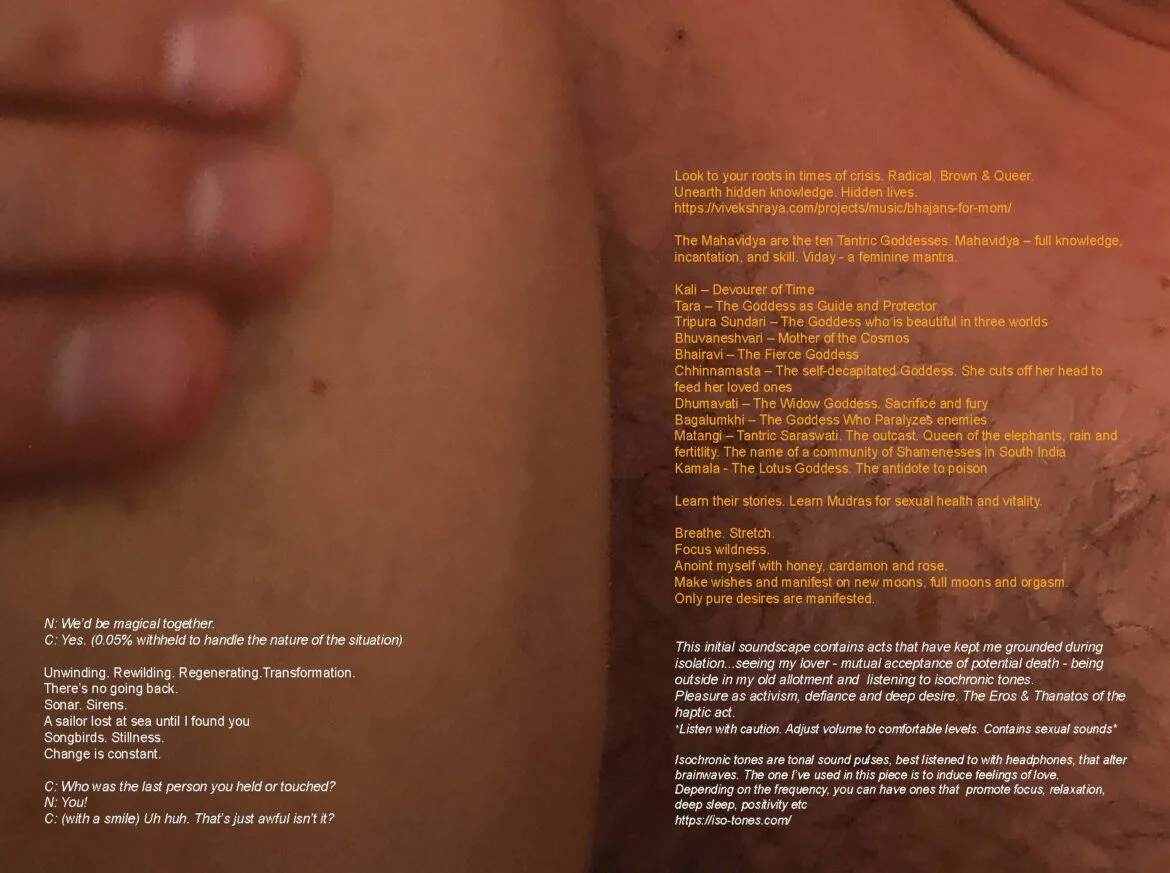 N: We'd be magical together.
C: Yes. (0.05% withheld to handle the nature of the situation)
Unwinding. Rewilding. Regenerating.Transformation.
There's no going back.
Sonar. Sirens.
A sailor lost at sea until I found you
Songbirds. Stillness.
Change is constant.
C: Who was the last person you held or touched?
N: You!
C: (with a smile) Uh huh. That's just awful isn't it?
Look to your roots in times of crisis. Radical, Brown & Queer.
Unearth hidden knowledge. Hidden lives.
https://vivekshraya.com/projects/music/bhajans-for-mom/
The Mahavidya are the ten Tantric Goddesses. Mahavidya – full knowledge,
incantation, and skill. Viday - a feminine mantra.
Kali – Devourer of Time
Tara – The Goddess as Guide and Protector
Tripura Sundari – The Goddess who is beautiful in three worlds
Bhuvaneshvari – Mother of the Cosmos
Bhairavi – The Fierce Goddess
Chhinnamasta – The self-decapitated Goddess. She cuts off her head to
feed her loved ones
Dhumavati – The Widow Goddess. Sacrifice and fury
Bagalumkhi – The Goddess Who Paralyzes enemies
Matangi – Tantric Saraswati. The outcast. Queen of the elephants, rain and
fertitlity. The name of a community of Shamenesses in South India
Kamala - The Lotus Goddess. The antidote to poison
Learn their stories. Learn Mudras for sexual health and vitality.
Breathe. Stretch.
Focus wildness.
Anoint myself with honey, cardamon and rose.
Make wishes and manifest on new moons, full moons and orgasm.
Only pure desires are manifested.
This initial soundscape contains acts that have kept me grounded during
isolation...seeing my lover - mutual acceptance of potential death - being
outside in my old allotment and  listening to isochronic tones.
Pleasure as activism, defiance and deep desire. The Eros & Thanatos of the
haptic act.
*Listen with caution. Adjust volume to comfortable levels. Contains sexual sounds*
Isochronic tones are tonal sound pulses, best listened to with headphones, that alter
brainwaves. The one I've used in this piece is to induce feelings of love.
Depending on the frequency, you can have ones that  promote focus, relaxation,
deep sleep, positivity etc
https://iso-tones.com/